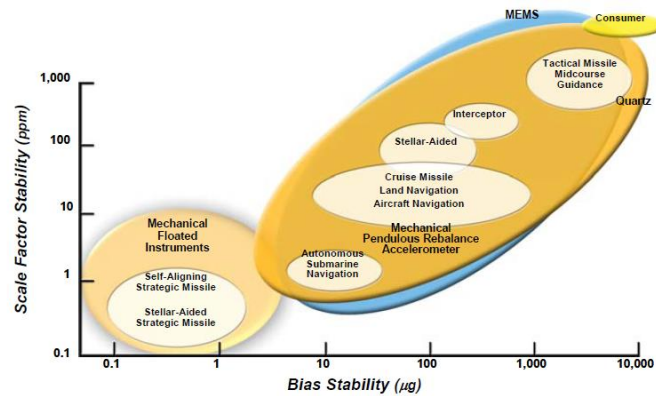 MEMS
Consumer
Scale Factor Stability (ppm)
1,000
100
10
1
0.1
Tactical Missile
Midcourse
Guidance
Quartz
Interceptor
Stellar-Aided
Cruise Missile
Land Navigation
Aircraft Navigation
Mechanical
Pendulous Rebalance
Accelerometer
Autonomous
Submarine
Navigation
Mechanical
Floated
Instruments
Self-Aligning
Strategic Missile
Stellar-Aided
Strategic Missile
0.1
1
10
100
1,000
10,000
Bias Stability (µg)